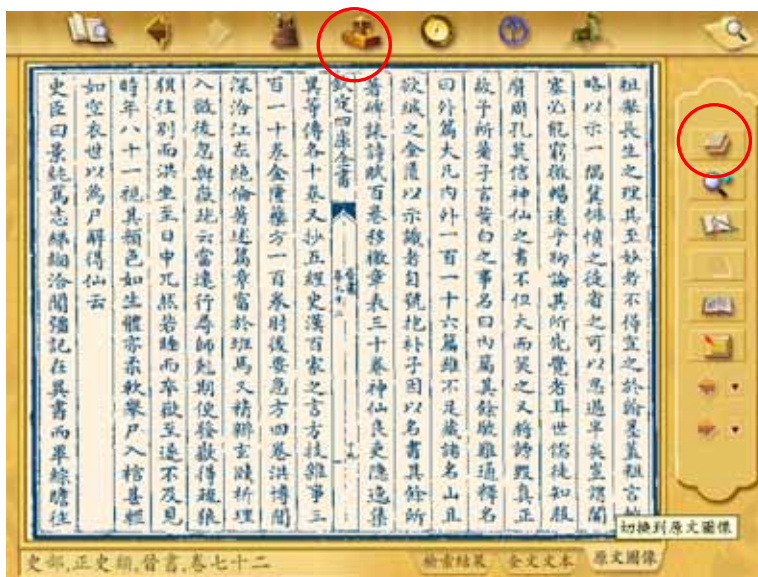 粗舉長生之理其至妙者不得宣之於翰墨蓋粗言
略以示一隅冀悱憤之徒省之可以思過半矣豈謂闇
塞必能窮微暢遠乎聊論其所先覺者耳世儒徒知服
膺周孔莫信神仙之書不但大而笑之又將謗毀真正
故予所著子言黃白之事名曰內篇其餘駁難通釋名
曰外篇大凡內外一百一十六篇雖不足藏諸名山且
欲緘之金匱以示識者自號抱朴子因以名書其餘所
著碑誄詩賦百卷移檄章表三十卷神仙良吏隱逸集
欽定四庫全書
晉書
卷七十二
十九
異等傳各十卷又抄五經史漢百家之言方技雜事三
百一十卷金匱藥方一百卷肘後要急方四卷洪博聞
深洽江左絕倫著述篇章富於班馬又精辯玄賾析理
入微後忽與嶽疏云當遠行尋師剋期便發嶽得疏狼
狽往別而洪坐至日中兀然若睡而卒嶽至遂不及見
時年八十一視其顏色如生體亦柔軟舉尸入棺甚輕
如空衣世以為尸解得仙云
史臣曰景純篤志綈緗洽聞彊記在異書而畢綜瞻往
切換到原文圖像
史部,正史類,晉書,卷七十二
檢索結果
全文文本
原文圖像